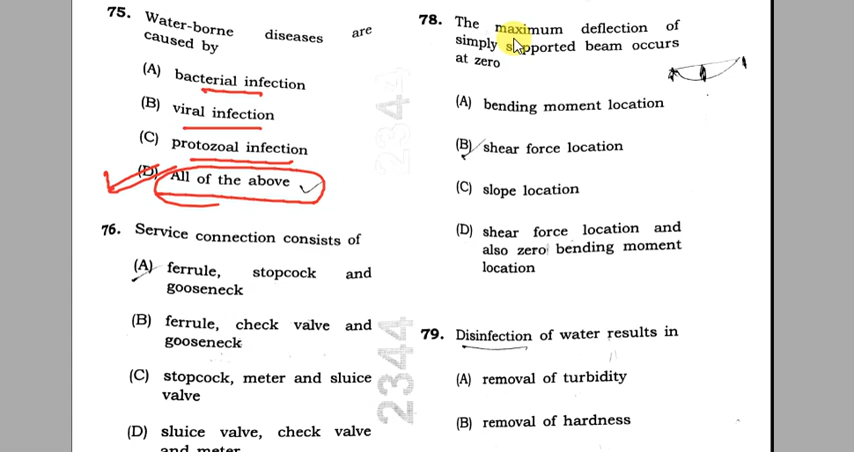 75. Water-borne diseases are
caused by
(A) bacterial infection
(B) viral infection
(C) protozoal infection
(D) All of the above
76. Service connection consists of
(A) ferrule, stopcock and
gooseneck
(B) ferrule, check valve and
gooseneck
(C) stopcock, meter and sluice
valve
(D) sluice valve, check valve
and meter
2344
2344
78. The maximum deflection of
simply supported beam occurs
at zero
(A) bending moment location
(B) shear force location
(C) slope location
(D) shear force location and
also zero bending moment
location
79. Disinfection of water results in
(A) removal of turbidity
(B) removal of hardness